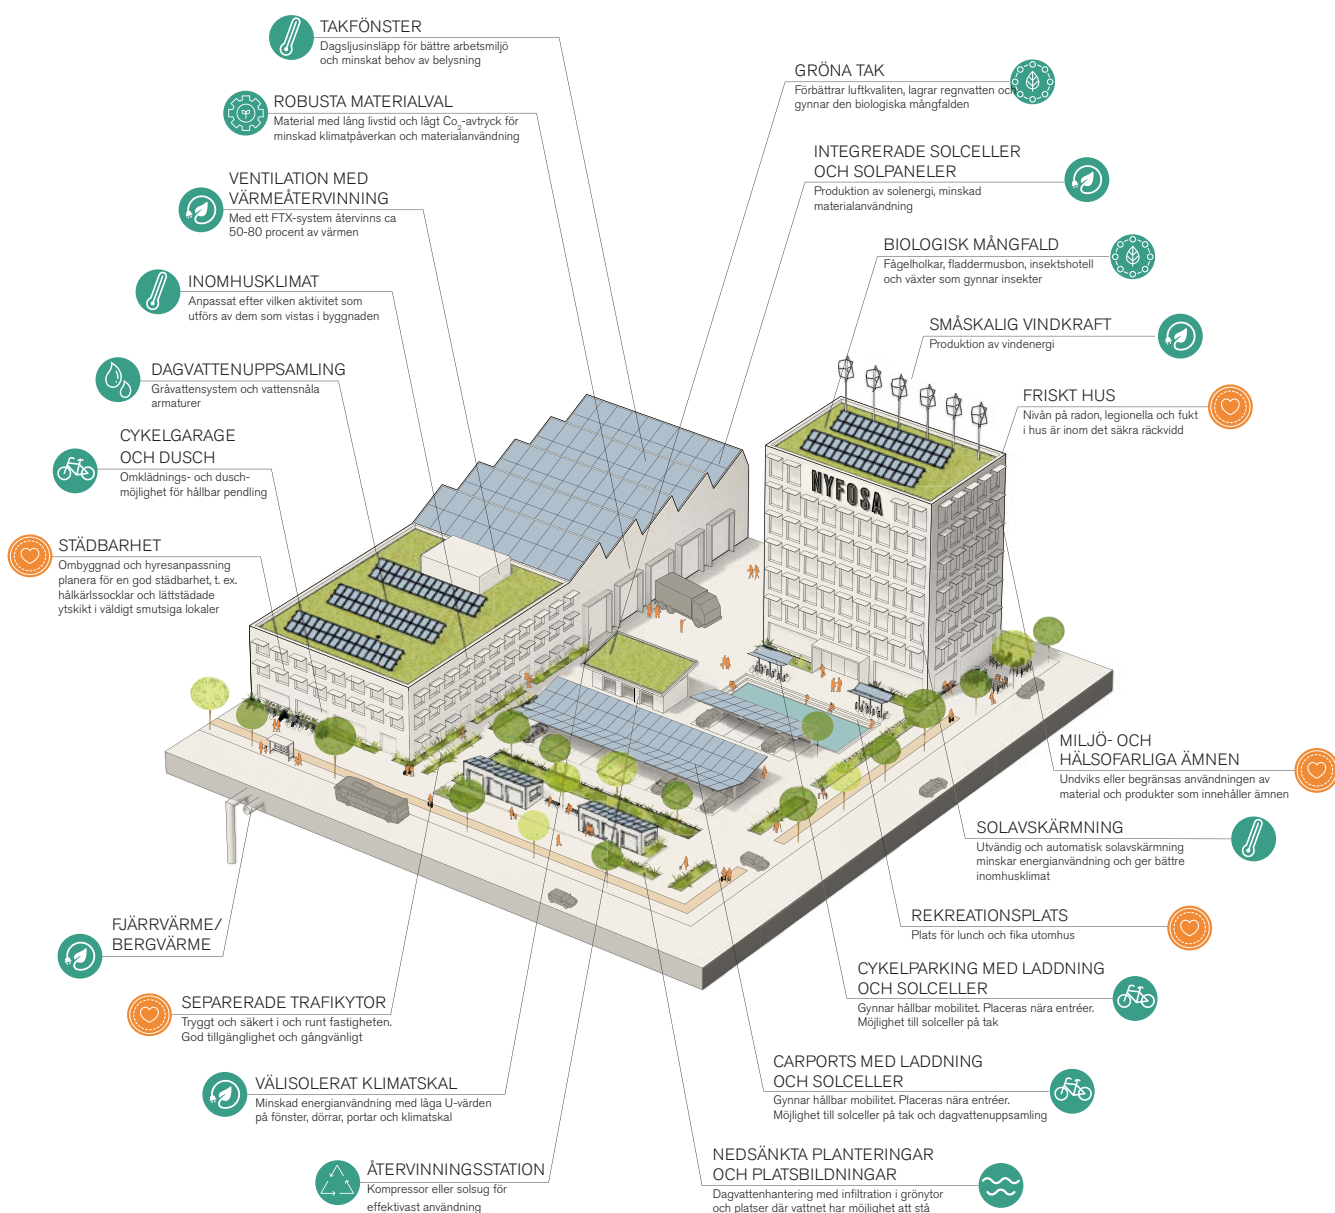 TAKFÖNSTER
Dagsljusinsläpp för bättre arbetsmiljö
och minskat behov av belysning
ROBUSTA MATERIALVAL
Material med lång livstid och lågt Co2-avtryck för
minskad klimatpåverkan och materialanvändning
VENTILATION MED
VÄRMEÅTERVINNING
Med ett FTX-system återvinns ca
50-80 procent av värmen
INOMHUSKLIMAT
Anpassat efter vilken aktivitet som
utförs av dem som vistas i byggnaden
DAGVATTENUPPSAMLING
Gråvattensystem och vattensnåla
armaturer
CYKELGARAGE
OCH DUSCH
Omklädnings- och dusch-
möjlighet för hållbar pendling
STÄDBARHET
Ombyggnad och hyresanpassning
planera för en god städbarhet, t. ex.
hålkärlssocklar och lättstädade
ytskikt i väldigt smutsiga lokaler
GRÖNA TAK
Förbättrar luftkvaliten, lagrar regnvatten och
gynnar den biologiska mångfalden
INTEGRERADE SOLCELLER
OCH SOLPANELER
Produktion av solenergi, minskad
materialanvändning
BIOLOGISK MÅNGFALD
Fågelholkar, fladdermusbon, insektshotell
och växter som gynnar insekter
SMÅSKALIG VINDKRAFT
Produktion av vindenergi
FRISKT HUS
Nivån på radon, legionella och fukt
i hus är inom det säkra räckvidd
NYFOSA
MILJÖ- OCH
HÄLSOFARLIGA ÄMNEN
Undviks eller begränsas användningen av
material och produkter som innehåller ämnen
SOLAVSKÄRMNING
Utvändig och automatisk solavskärmning
minskar energianvändning och ger bättre
inomhusklimat
REKREATIONSPLATS
Plats för lunch och fika utomhus
CYKELPARKING MED LADDNING
OCH SOLCELLER
Gynnar hållbar mobilitet. Placeras nära entréer.
Möjlighet till solceller på tak
CARPORTS MED LADDNING
OCH SOLCELLER
Gynnar hållbar mobilitet. Placeras nära entréer.
Möjlighet till solceller på tak och dagvattenuppsamling
NEDSÄNKTA PLANTERINGAR
OCH PLATSBILDNINGAR
Dagvattenhantering med infiltration i grönytor
och platser där vattnet har möjlighet att stå
FJÄRRVÄRME/
BERGVÄRME
SEPARERADE TRAFIKYTOR
Tryggt och säkert i och runt fastigheten.
God tillgänglighet och gångvänligt
VÄLISOLERAT KLIMATSKAL
Minskad energianvändning med låga U-värden
på fönster, dörrar, portar och klimatskal
ÅTERVINNINGSSTATION
Kompressor eller solsug för
effektivast användning